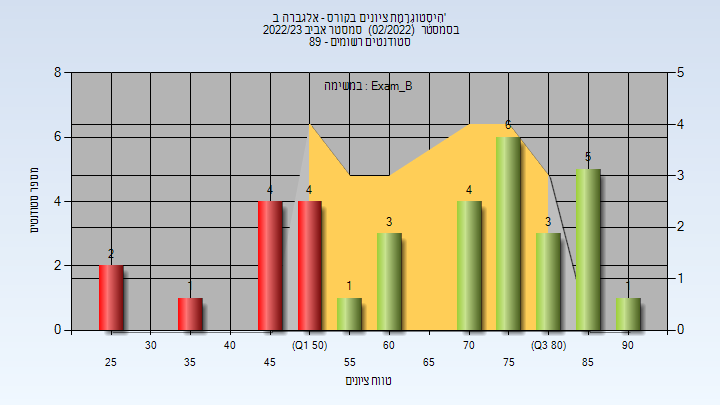 היסטוגרמת ציונים בקורס - אלגברה ב'
בסמסטר (02/2022) סמסטר אביב 2022/23
סטודנטים רשומים - 89
במשימה : Exam_B
8
6
4
2
0
מספר סטודנטים
5
4
3
2
1
0
2
1
4
4
1
3
4
6
3
5
1
30 40 (Q1 50) 60 70 (Q3 80) 90
25 35 45 55 65 75 85
טווח ציונים